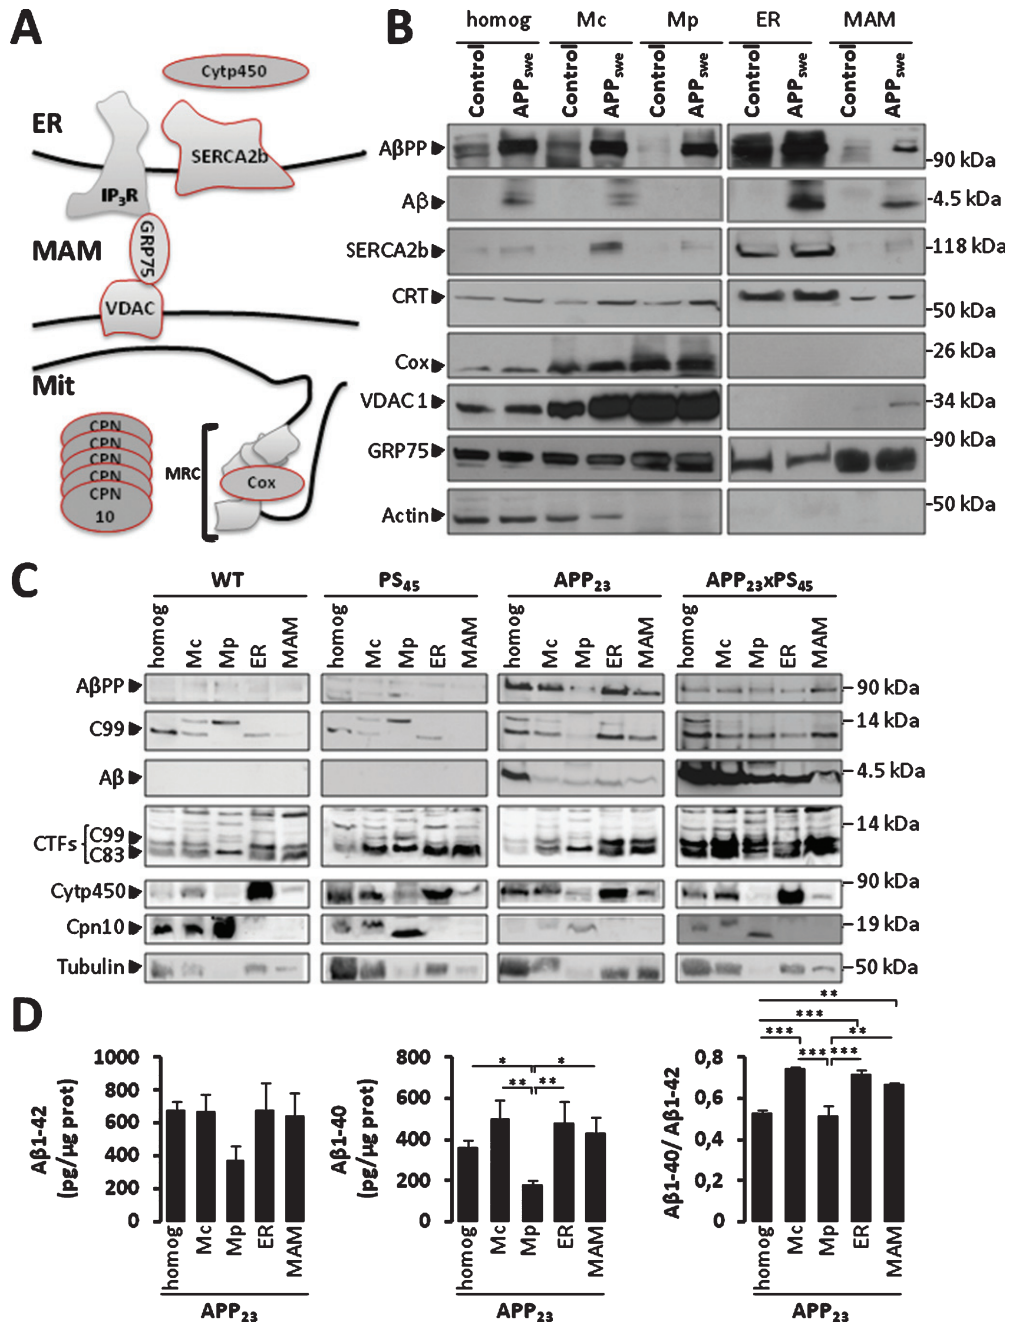 A
Cytp450
ER
SERCA2b
IP3R
GRP75
MAM
VDAC
Mit
CPN
CPN
CPN
CPN
CPN
10
MRC
Cox
B
homog Mc Mp ER MAM
Control APPswe Control APPswe Control APPswe Control APPswe Control APPswe
AβPP
-90 kDa
Aβ
-4.5 kDa
SERCA2b
-118 kDa
CRT
-50 kDa
Cox
-26 kDa
VDAC 1
-34 kDa
GRP75
-90 kDa
Actin
-50 kDa
C
WT PS45 APP23 APP23xPS45
homog Mc Mp ER MAM homog Mc Mp ER MAM homog Mc Mp ER MAM homog Mc Mp ER MAM
AβPP
-90 kDa
C99
-14 kDa
Aβ
-4.5 kDa
CTFs
C99
C83
-14 kDa
Cytp450
-90 kDa
Cpn10
-19 kDa
Tubulin
-50 kDa
D
Aβ1-42
(pg/µg prot)
1000
800
600
400
200
0
homog Mc Mp ER MAM
APP23
Aβ1-40
(pg/µg prot)
800
600
400
200
0
* *
** **
homog Mc Mp ER MAM
APP23
Aβ1-40/ Aβ1-42
0,8
0,6
0,4
0,2
0
**
***
*** **
*** ***
homog Mc Mp ER MAM
APP23